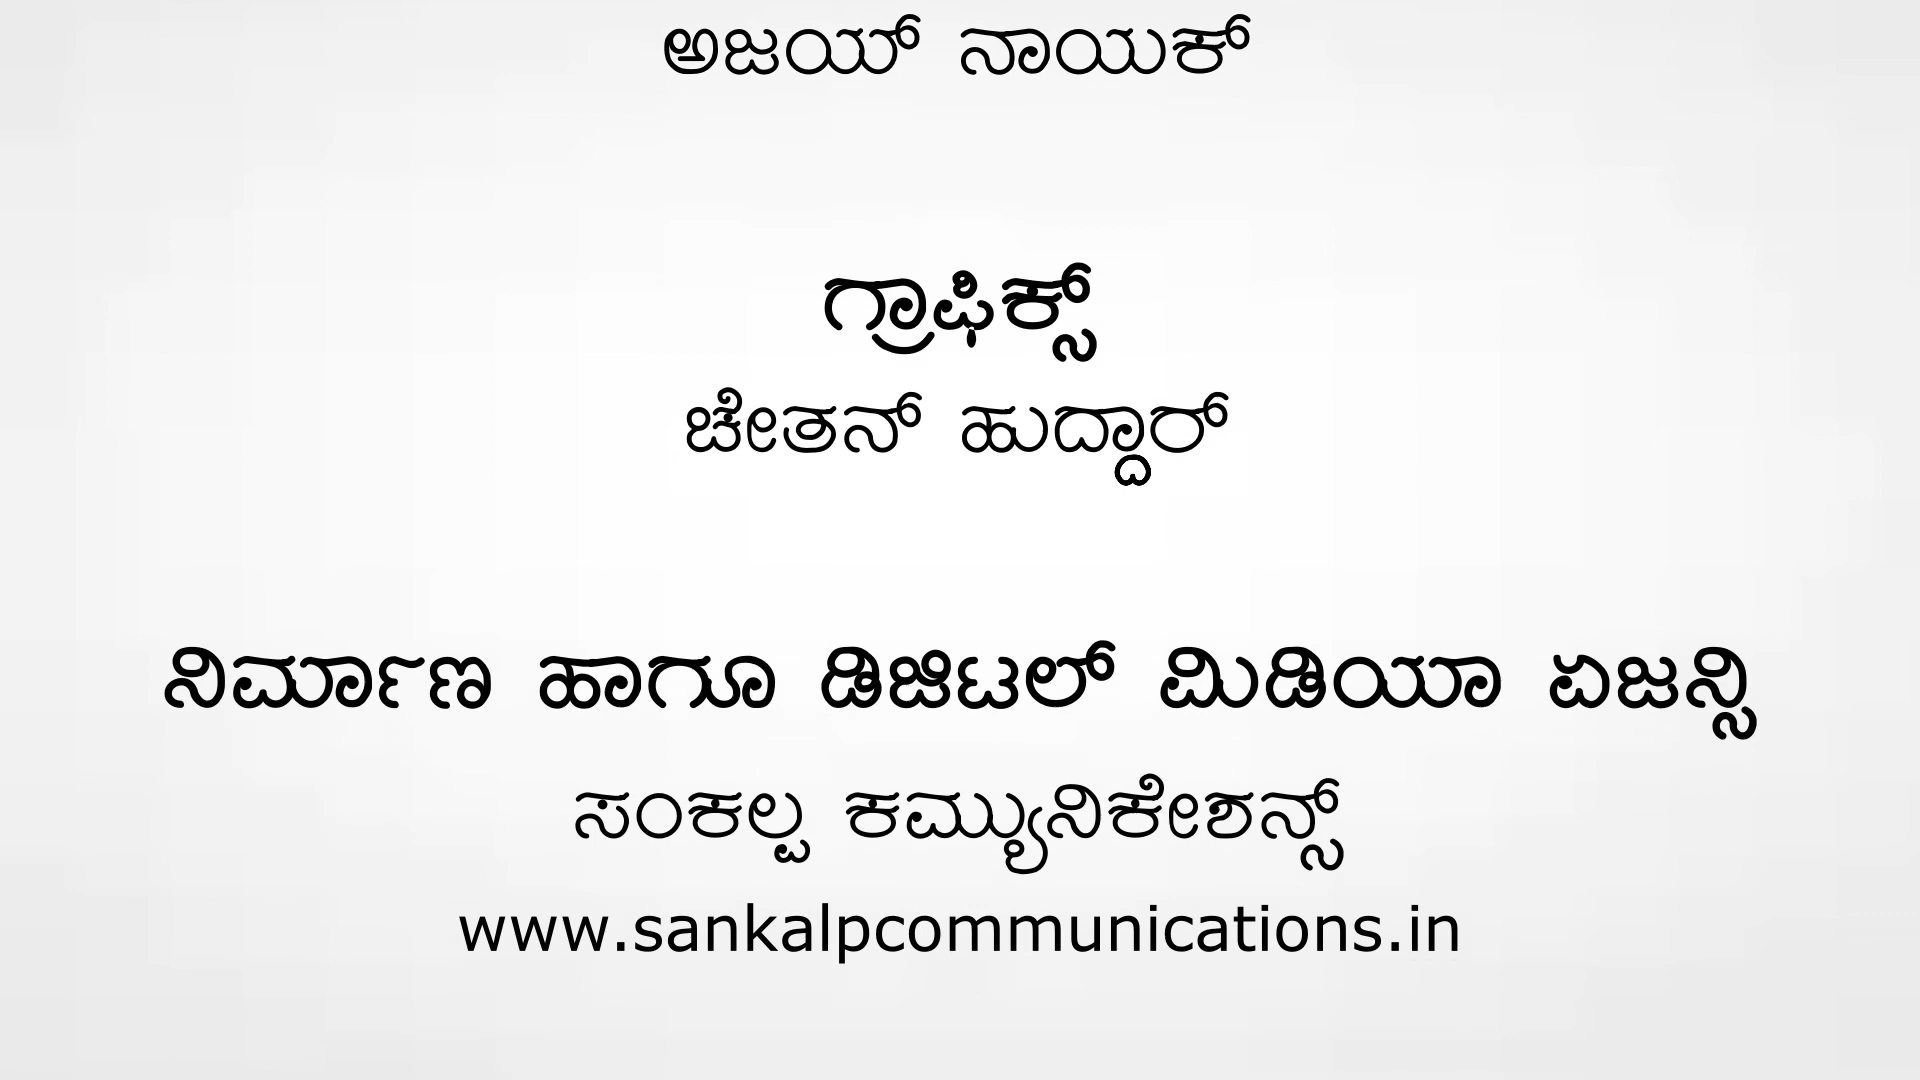 ಅಜಯ್ ನಾಯಕ್
ಗ್ರಾಫಿಕ್ಸ್
ಚೇತನ್ ಹುದ್ದಾರ್
ನಿರ್ಮಾಣ ಹಾಗೂ ಡಿಜಿಟಲ್ ಮಿಡಿಯಾ ಏಜನ್ಸಿ
ಸಂಕಲ್ಪ ಕಮ್ಯುನಿಕೇಶನ್ಸ್
www.sankalpcommunications.in